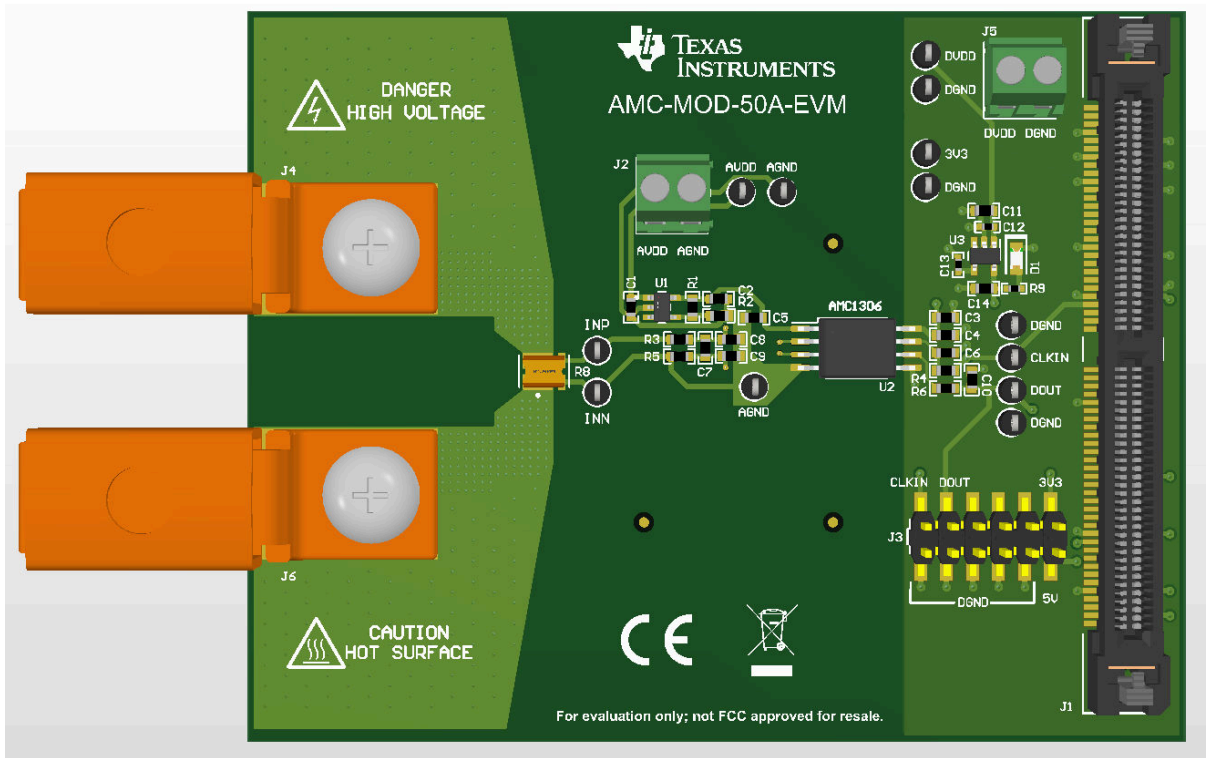 TEXAS
INSTRUMENTS
AMC-MOD-50A-EVM
DANGER
HIGH VOLTAGE
J5
DVDD
DGND
DVDD DGND
3V3
DGND
J4
J2
AVDD AGND
AVDD AGND
C11
C12
U3
C13
D1
R9
C14
C1
U1
R1
C2
R2
C5
AMC1306
INP
R3
R5
C8
C9
C7
R8
INN
AGND
U2
C3
C4
C6
R4
R6
C10
DGND
CLKIN
DOUT
DGND
CLKIN DOUT
3V3
J3
DGND
5V
J6
CAUTION
HOT SURFACE
CE
For evaluation only; not FCC approved for resale.
J1